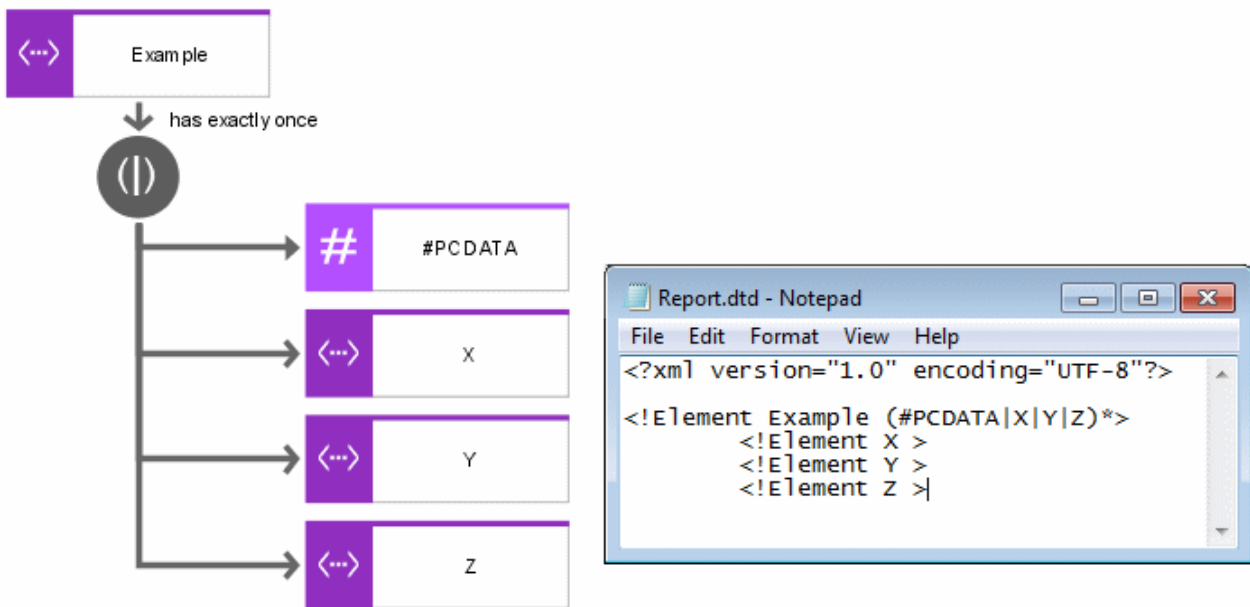 Example
has exactly once
(|)
#
#PCDATA
X
Y
Z
Report.dtd - Notepad
File Edit Format View Help
<?xml version="1.0" encoding="UTF-8"?>
<!Element Example (#PCDATA|X|Y|Z)*>
<!Element X >
<!Element Y >
<!Element Z >